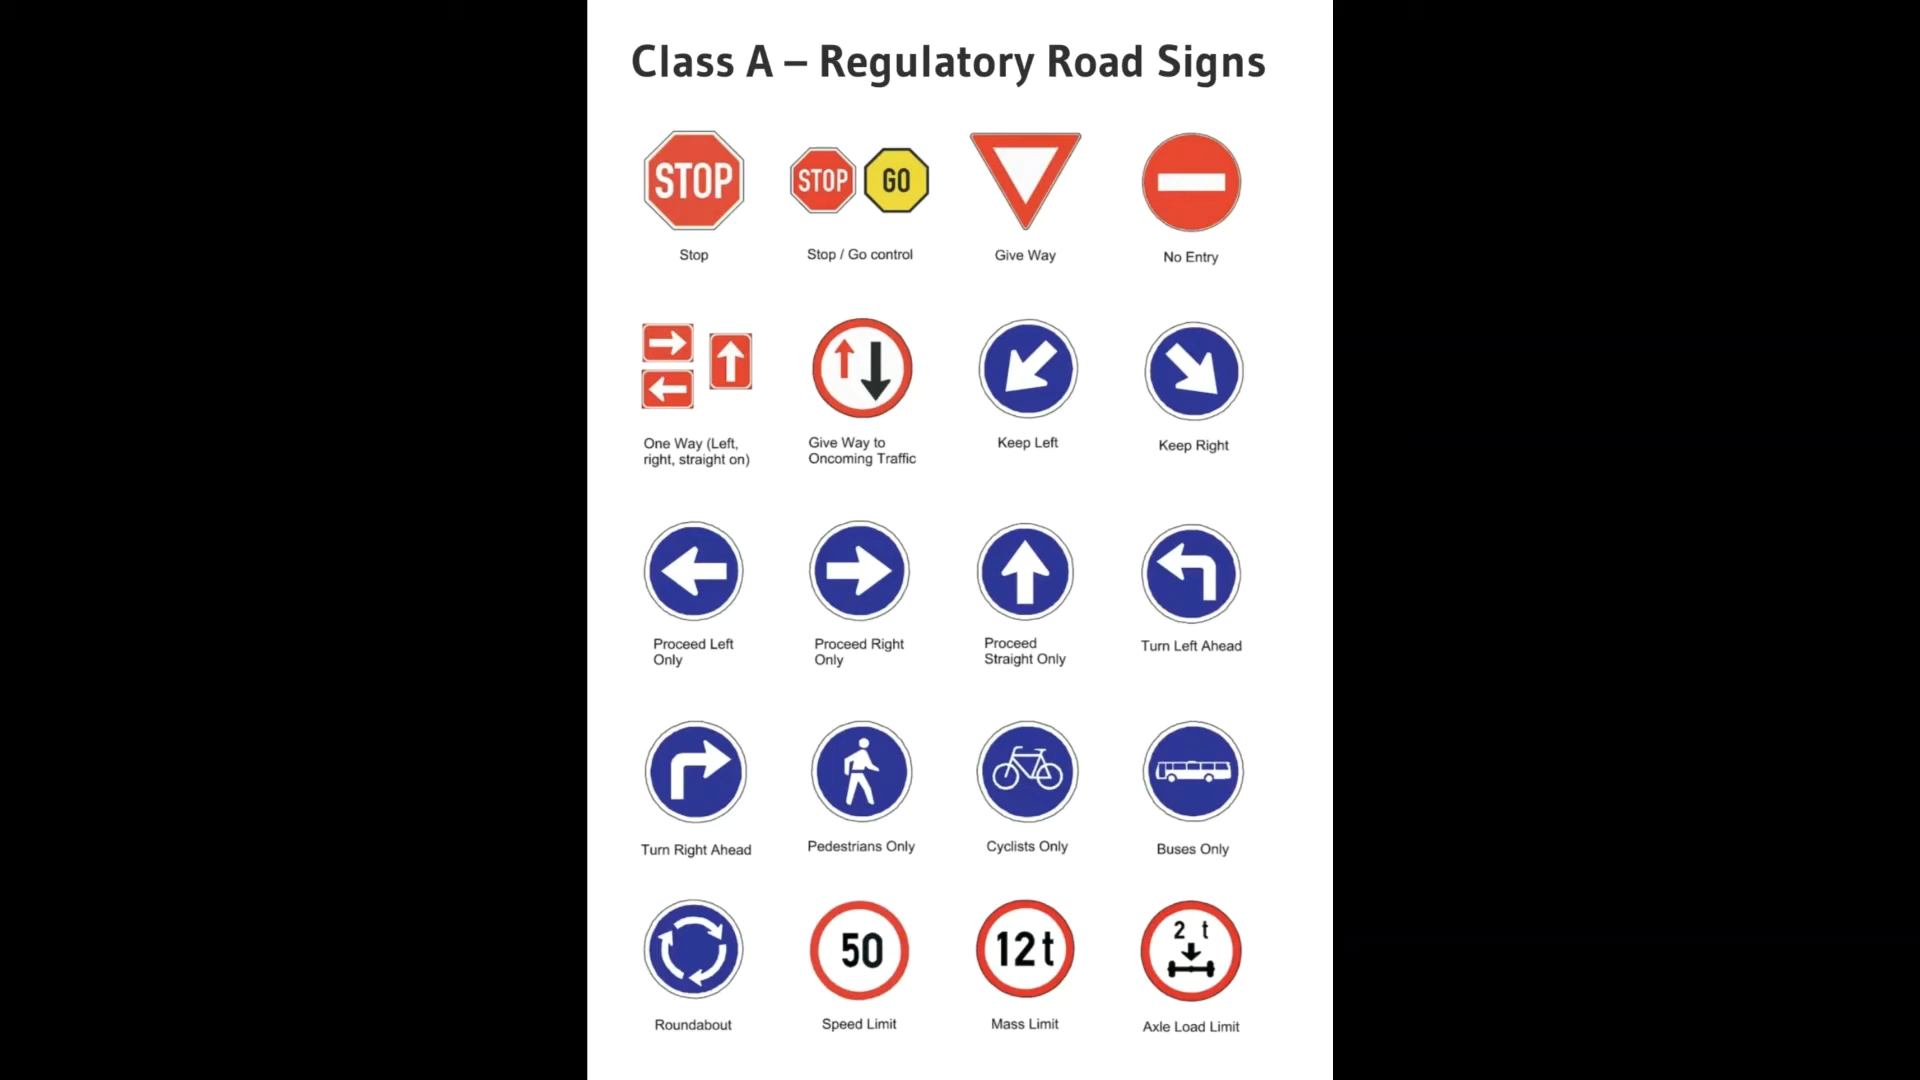 Class A – Regulatory Road Signs
STOP
STOP GO
Stop
Stop / Go control
Give Way
No Entry
One Way (Left,
right, straight on)
Give Way to
Oncoming Traffic
Keep Left
Keep Right
Proceed Left
Only
Proceed Right
Only
Proceed
Straight Only
Turn Left Ahead
Turn Right Ahead
Pedestrians Only
Cyclists Only
Buses Only
50
12t
2 t
Roundabout
Speed Limit
Mass Limit
Axle Load Limit